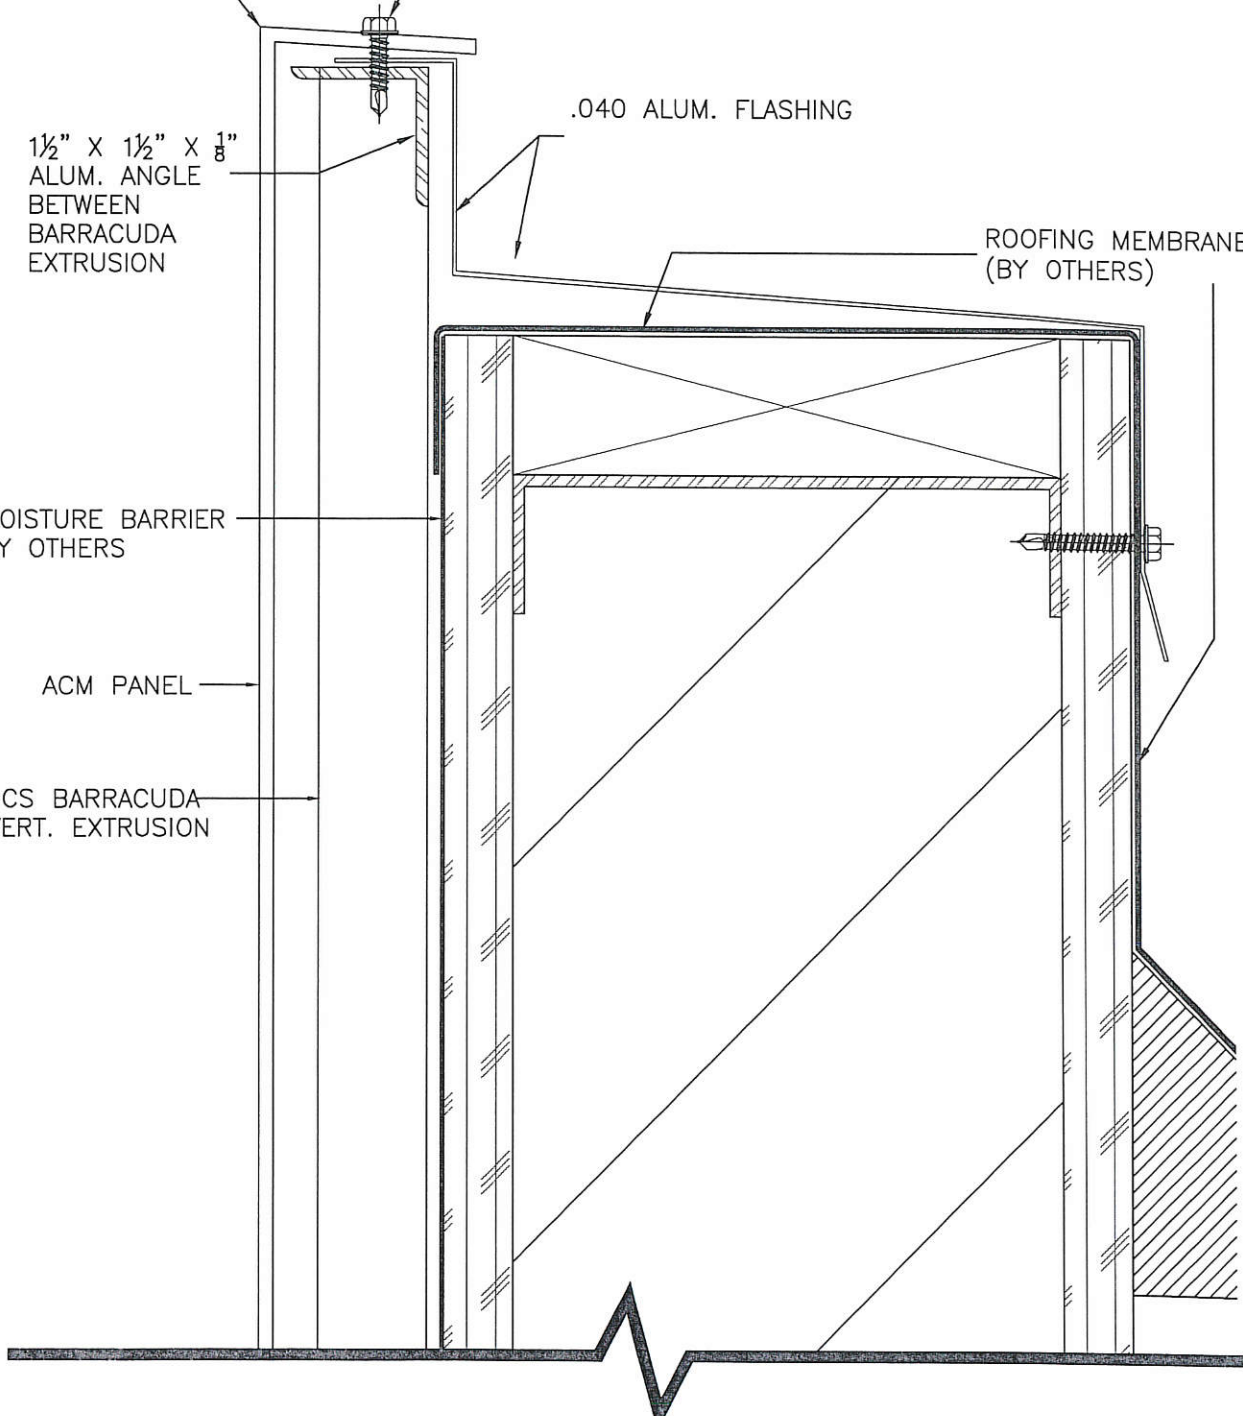 .040 ALUM. FLASHING
1½" X 1½" X ⅛"
ALUM. ANGLE
BETWEEN
BARRACUDA
EXTRUSION
ROOFING MEMBRANE
(BY OTHERS)
OISTURE BARRIER
Y OTHERS
ACM PANEL
CS BARRACUDA
ERT. EXTRUSION